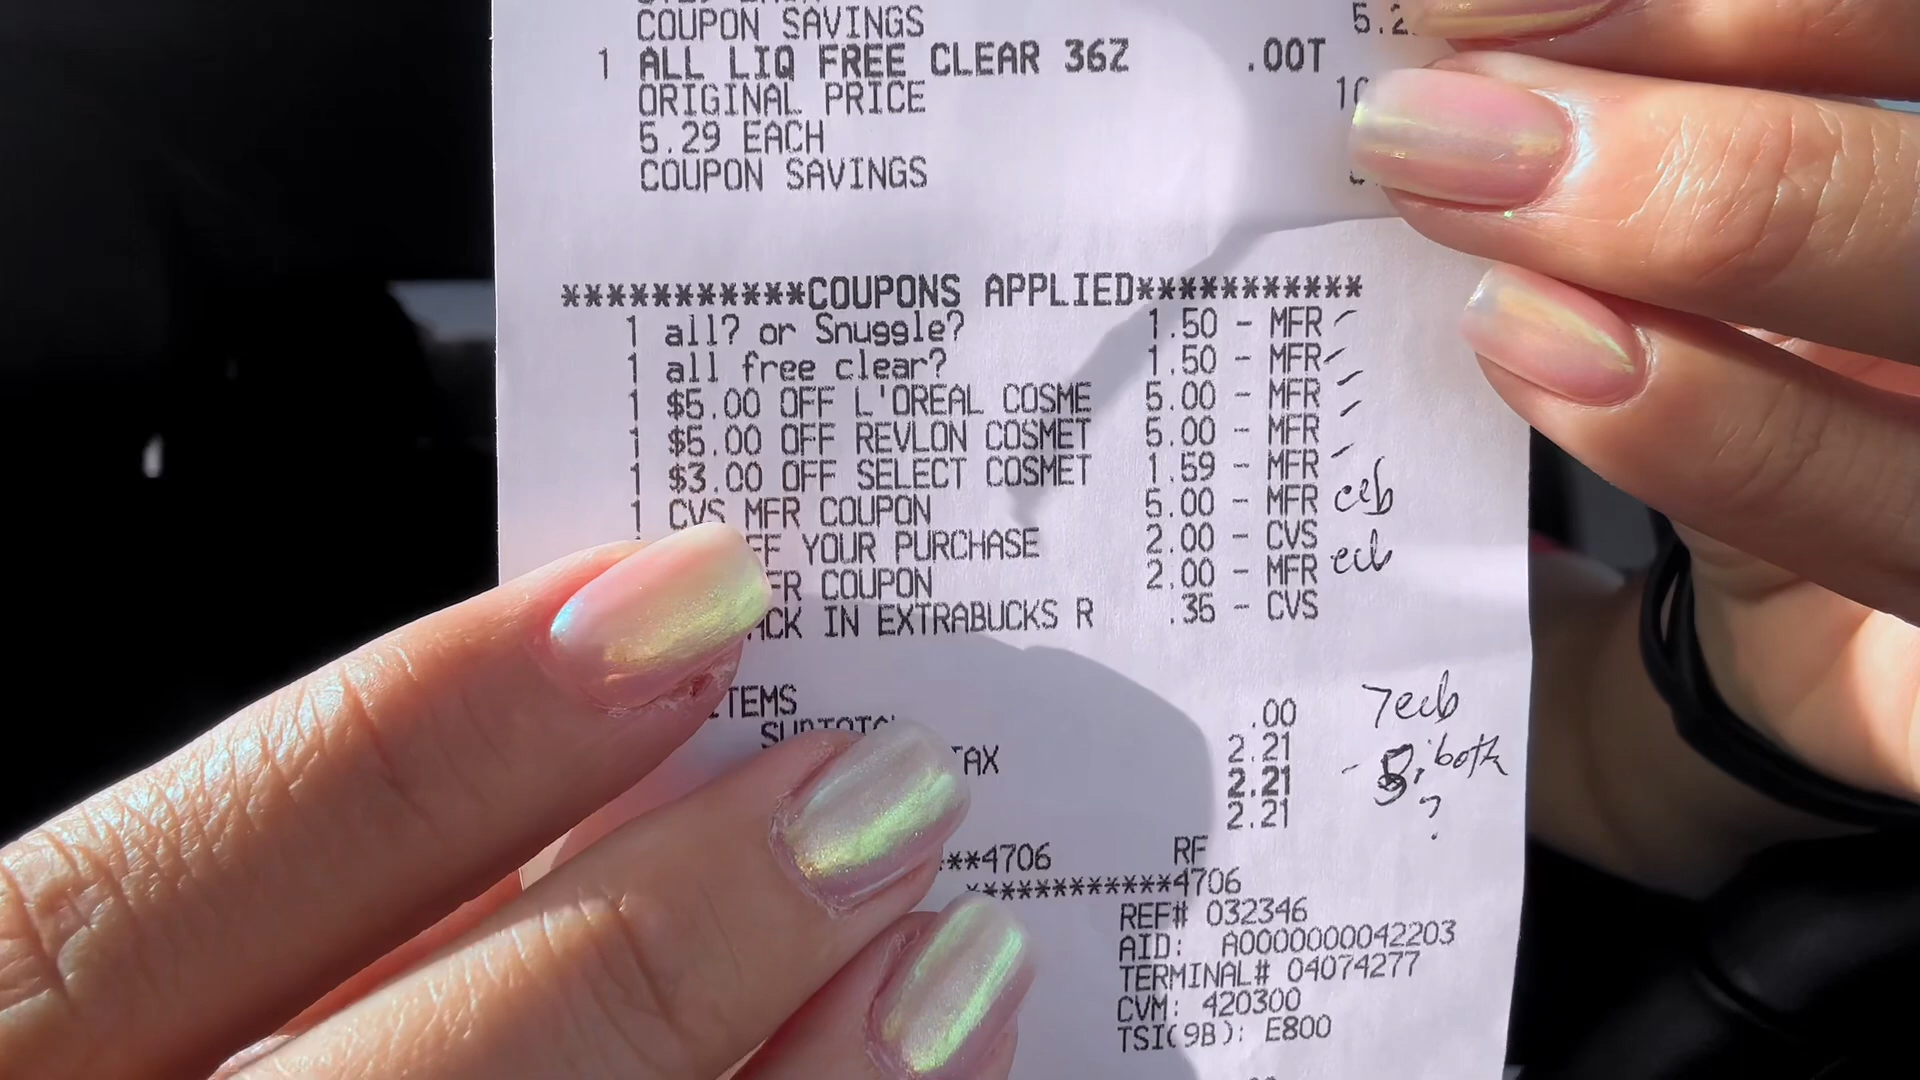 COUPON SAVINGS 5.2
1 ALL LIQ FREE CLEAR 36Z .00T
ORIGINAL PRICE
5.29 EACH
COUPON SAVINGS
***********COUPONS APPLIED***********
1 all? or Snuggle? 1.50 - MFR
1 all free clear? 1.50 - MFR
1 $5.00 OFF L'OREAL COSME 5.00 - MFR
1 $5.00 OFF REVLON COSMET 5.00 - MFR
1 $3.00 OFF SELECT COSMET 1.59 - MFR
1 CVS MFR COUPON 5.00 - MFR ecb
YOUR PURCHASE 2.00 - CVS
COUPON 2.00 - MFR ecb
IN EXTRABUCKS R .35 - CVS
ITEMS
SUBTOTAL .00 7ecb
TAX 2.21 both
2.21
2.21 ?
***4706 RF
************4706
REF# 032346
AID: A0000000042203
TERMINAL# 04074277
CVM: 420300
TSI(9B): E800